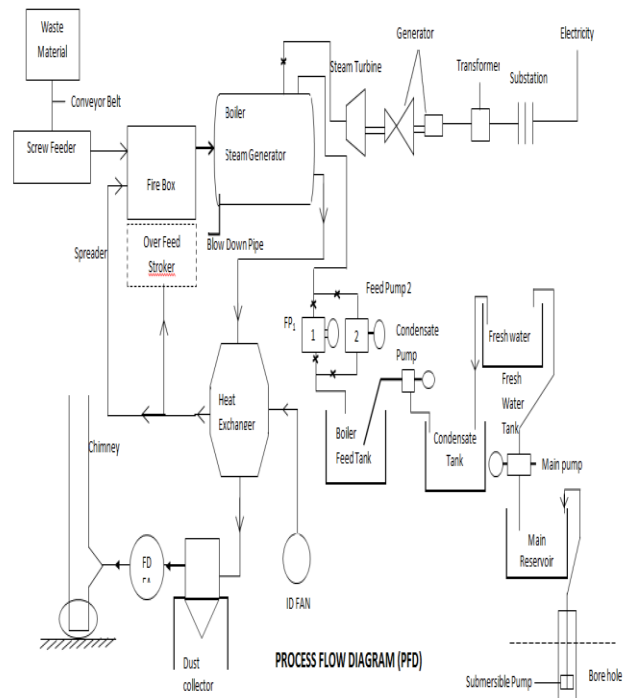 Waste
Material
Conveyor Belt
Screw Feeder
Fire Box
Boiler
Steam Generator
Steam Turbine
Generator
Transformer
Substation
Electricity
Spreader
Over Feed
Stroker
Blow Down Pipe
Feed Pump 2
FP1
1
2
Condensate
Pump
Fresh water
Fresh
Water
Tank
Heat
Exchanger
Boiler
Feed Tank
Condensate
Tank
Main pump
Chimney
Main
Reservoir
FD
ID FAN
Dust
collector
PROCESS FLOW DIAGRAM (PFD)
Submersible Pump
Bore hole